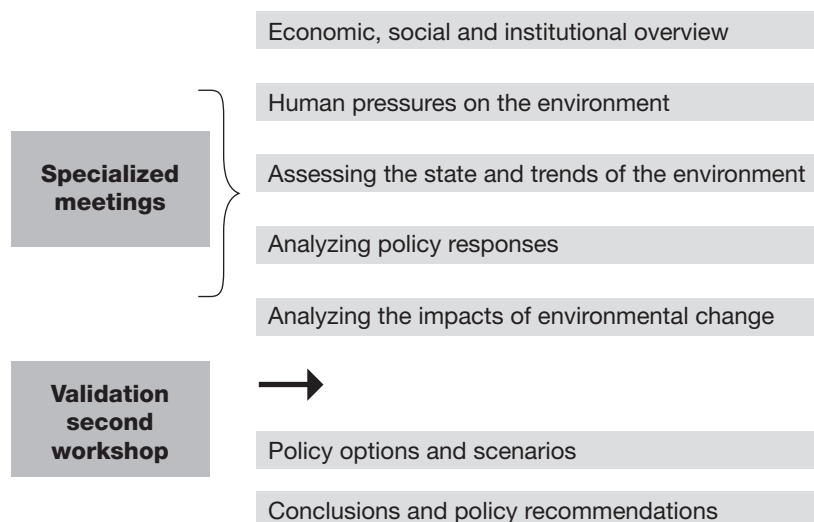 Economic, social and institutional overview
Human pressures on the environment
Specialized
meetings
Assessing the state and trends of the environment
Analyzing policy responses
Analyzing the impacts of environmental change
Validation
second
workshop
Policy options and scenarios
Conclusions and policy recommendations